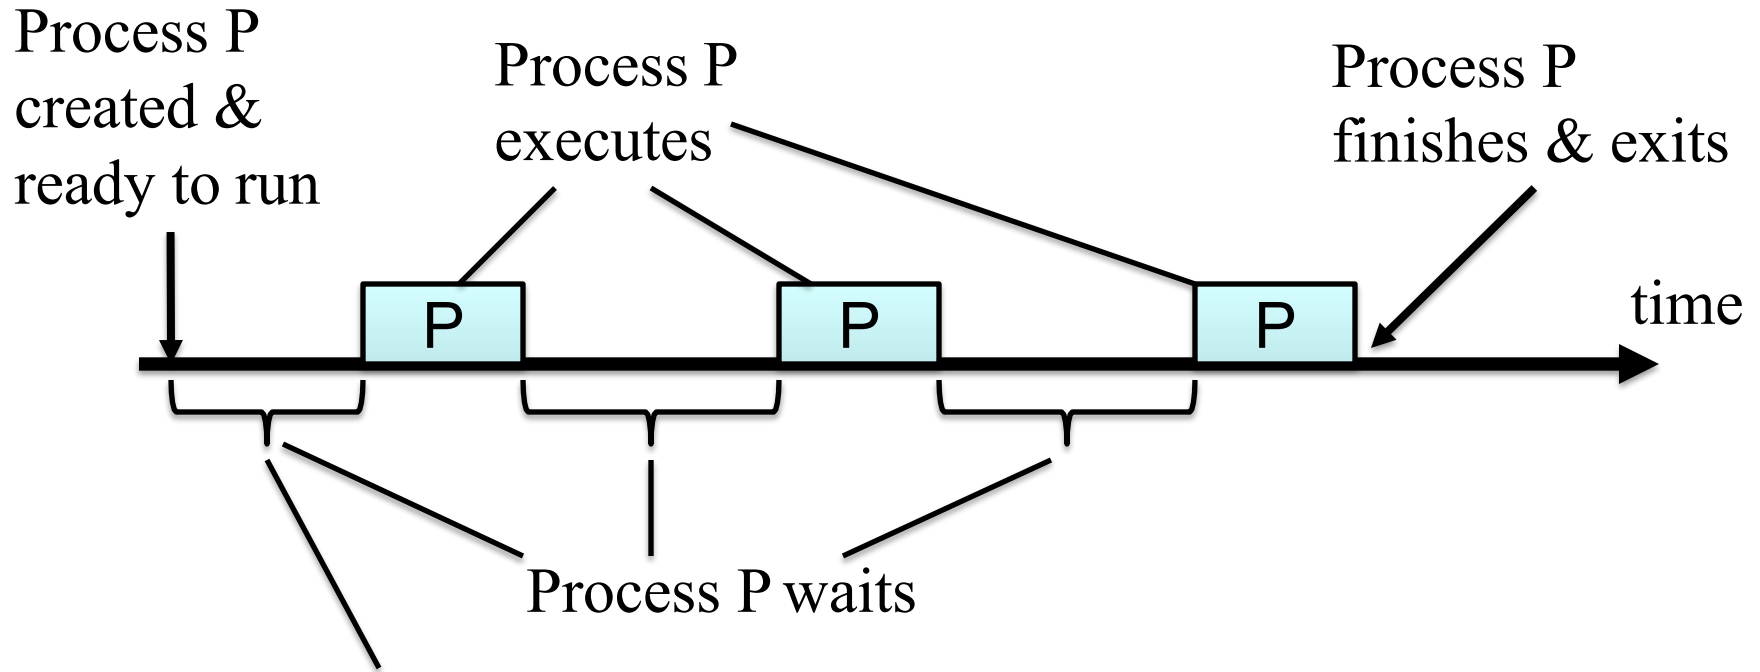 Process P
created &
ready to run
Process P
executes
Process P
finishes & exits
P
P
P
time
Process P waits